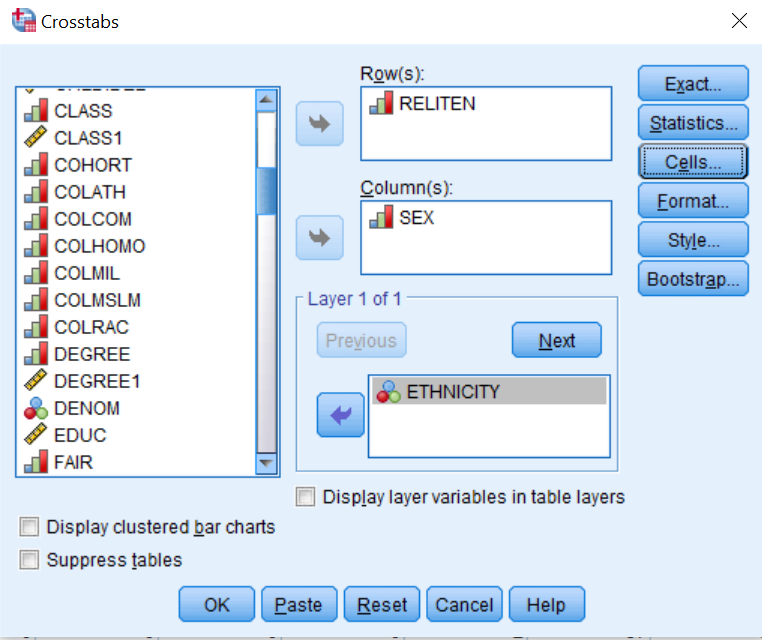 Crosstabs
CLASS
CLASS1
COHORT
COLATH
COLCOM
COLHOMO
COLMIL
COLMSLM
COLRAC
DEGREE
DEGREE1
DENOM
EDUC
FAIR
Row(s):
RELITEN
Column(s):
SEX
Layer 1 of 1
Previous
Next
ETHNICITY
Display layer variables in table layers
Exact...
Statistics...
Cells...
Format...
Style...
Bootstrap...
Display clustered bar charts
Suppress tables
OK
Paste
Reset
Cancel
Help